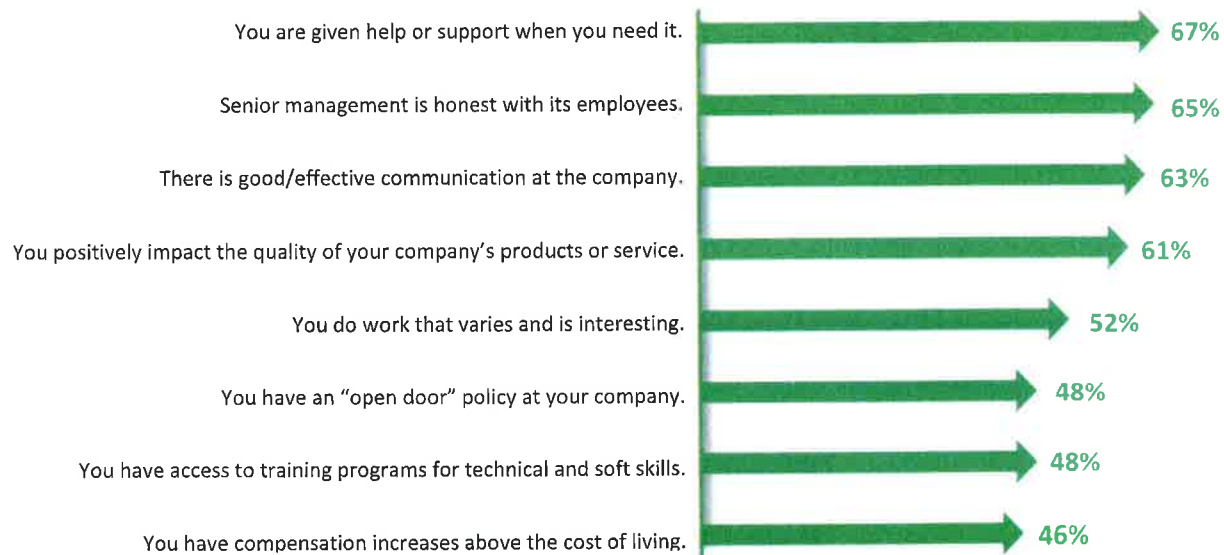 You are given help or support when you need it. 67%
Senior management is honest with its employees. 65%
There is good/effective communication at the company. 63%
You positively impact the quality of your company’s products or service. 61%
You do work that varies and is interesting. 52%
You have an “open door” policy at your company. 48%
You have access to training programs for technical and soft skills. 48%
You have compensation increases above the cost of living. 46%